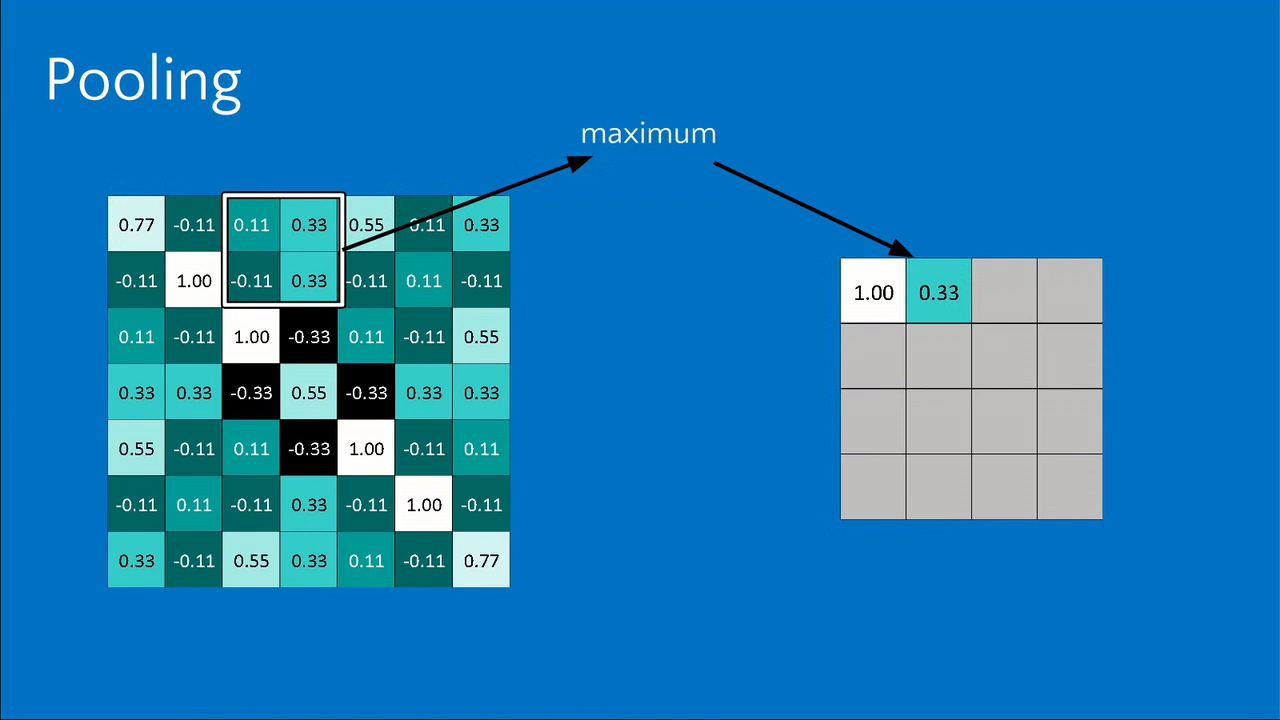 Pooling
maximum
0.77 -0.11 0.11 0.33 0.55 -0.11 0.33
-0.11 1.00 -0.11 0.33 -0.11 0.11 -0.11
0.11 -0.11 1.00 -0.33 0.11 -0.11 0.55
0.33 0.33 -0.33 0.55 -0.33 0.33 0.33
0.55 -0.11 0.11 -0.33 1.00 -0.11 0.11
-0.11 0.11 -0.11 0.33 -0.11 1.00 -0.11
0.33 -0.11 0.55 0.33 0.11 -0.11 0.77
1.00 0.33